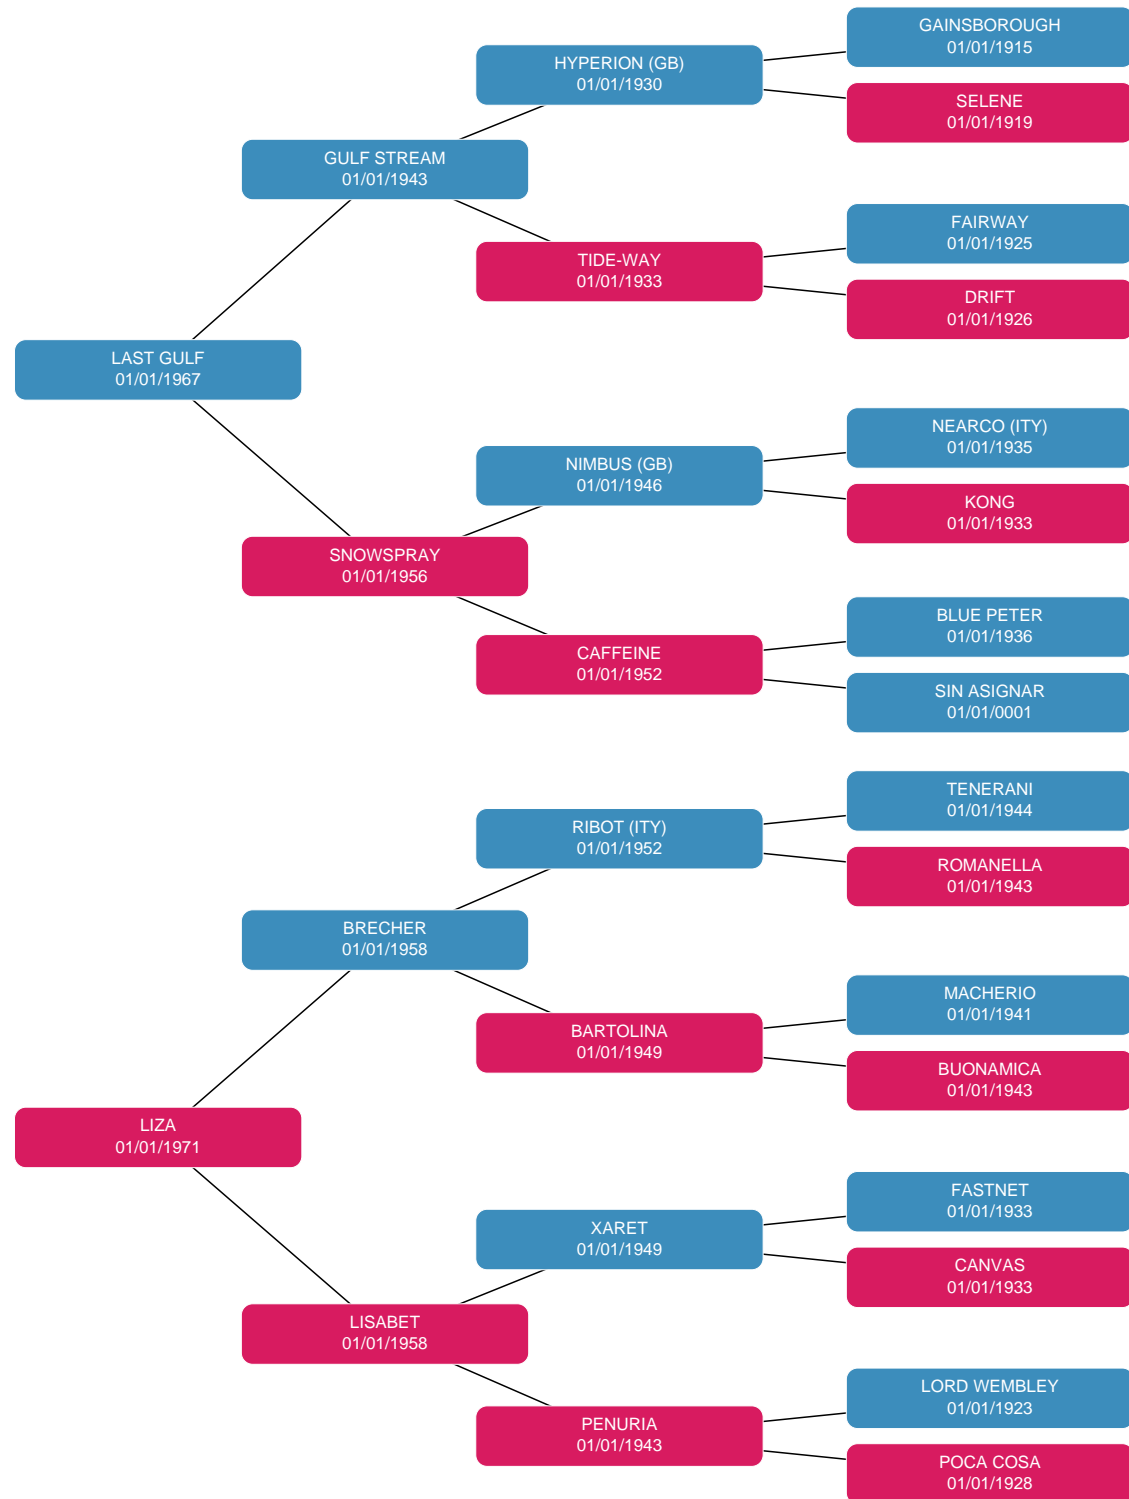 GAINSBOROUGH
01/01/1915
HYPERION (GB)
01/01/1930
SELENE
01/01/1919
GULF STREAM
01/01/1943
FAIRWAY
01/01/1925
TIDE-WAY
01/01/1933
DRIFT
01/01/1926
LAST GULF
01/01/1967
NEARCO (ITY)
01/01/1935
NIMBUS (GB)
01/01/1946
KONG
01/01/1933
SNOWSPRAY
01/01/1956
BLUE PETER
01/01/1936
CAFFEINE
01/01/1952
SIN ASIGNAR
01/01/0001
TENERANI
01/01/1944
RIBOT (ITY)
01/01/1952
ROMANELLA
01/01/1943
BRECHER
01/01/1958
MACHERIO
01/01/1941
BARTOLINA
01/01/1949
BUONAMICA
01/01/1943
LIZA
01/01/1971
FASTNET
01/01/1933
XARET
01/01/1949
CANVAS
01/01/1933
LISABET
01/01/1958
LORD WEMBLEY
01/01/1923
PENURIA
01/01/1943
POCA COSA
01/01/1928